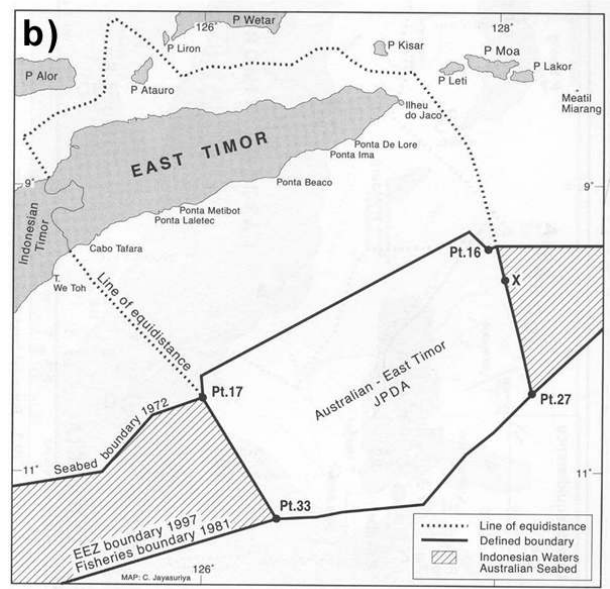 b)
126°
128°
P Wetar
P Liron
P Kisar
P Moa
P Alor
P Atauro
P Leti
P Lakor
Ilheu
do Jaco
Meatil
Miarang
EAST TIMOR
Ponta De Lore
Ponta Ima
9°
9°
Ponta Beaco
Indonesian
Timor
Ponta Metibot
Ponta Laletec
Cabo Tafara
T.
We Toh
Line of equidistance
Pt.16
X
Australian - East Timor
JPDA
Pt.17
Pt.27
Seabed boundary 1972
11°
11°
Pt.33
EEZ boundary 1997
Fisheries boundary 1981
Line of equidistance
Defined boundary
Indonesian Waters
Australian Seabed
MAP: C. Jayasuriya
126°
128°